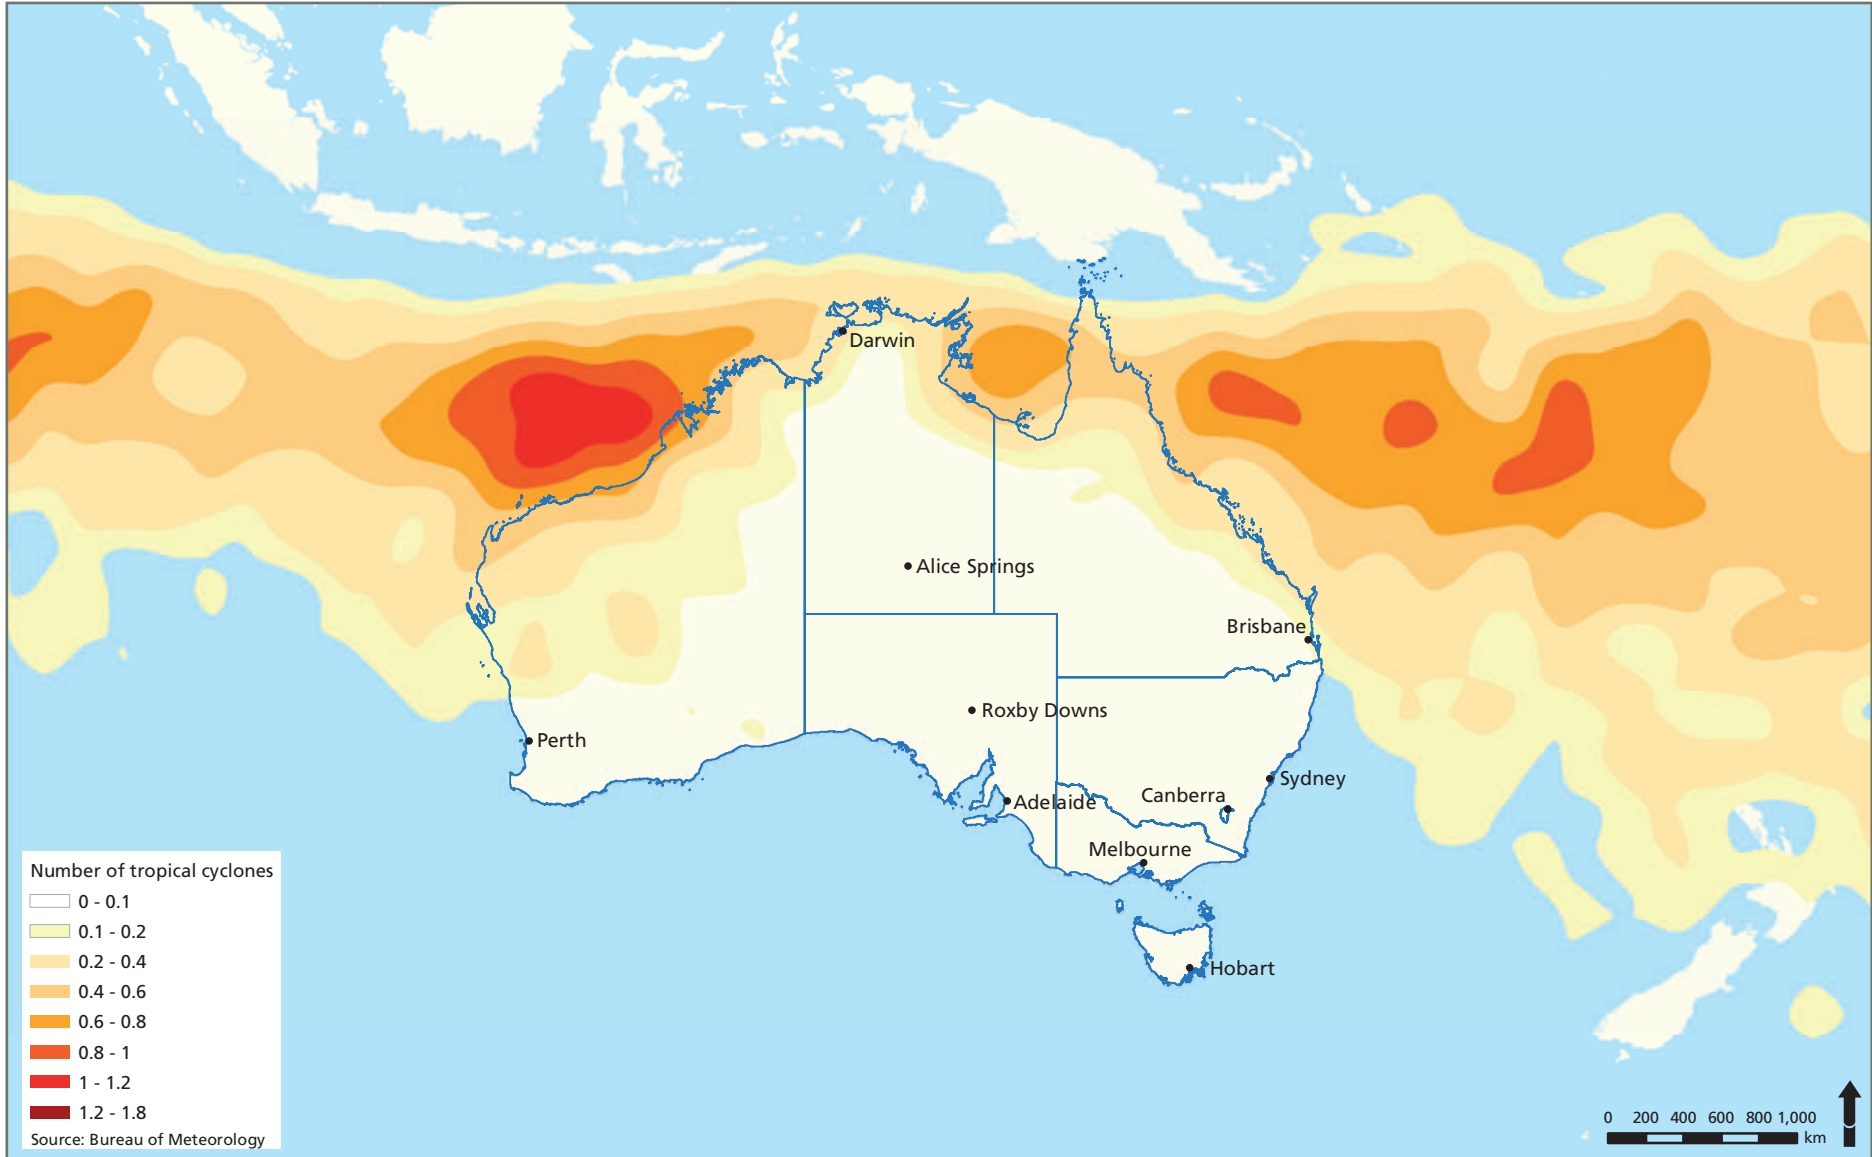 Darwin
Alice Springs
Brisbane
Roxby Downs
Perth
Sydney
Adelaide
Canberra
Melbourne
Hobart
Number of tropical cyclones
0 - 0.1
0.1 - 0.2
0.2 - 0.4
0.4 - 0.6
0.6 - 0.8
0.8 - 1
1 - 1.2
1.2 - 1.8
Source: Bureau of Meteorology
0 200 400 600 800 1,000
km